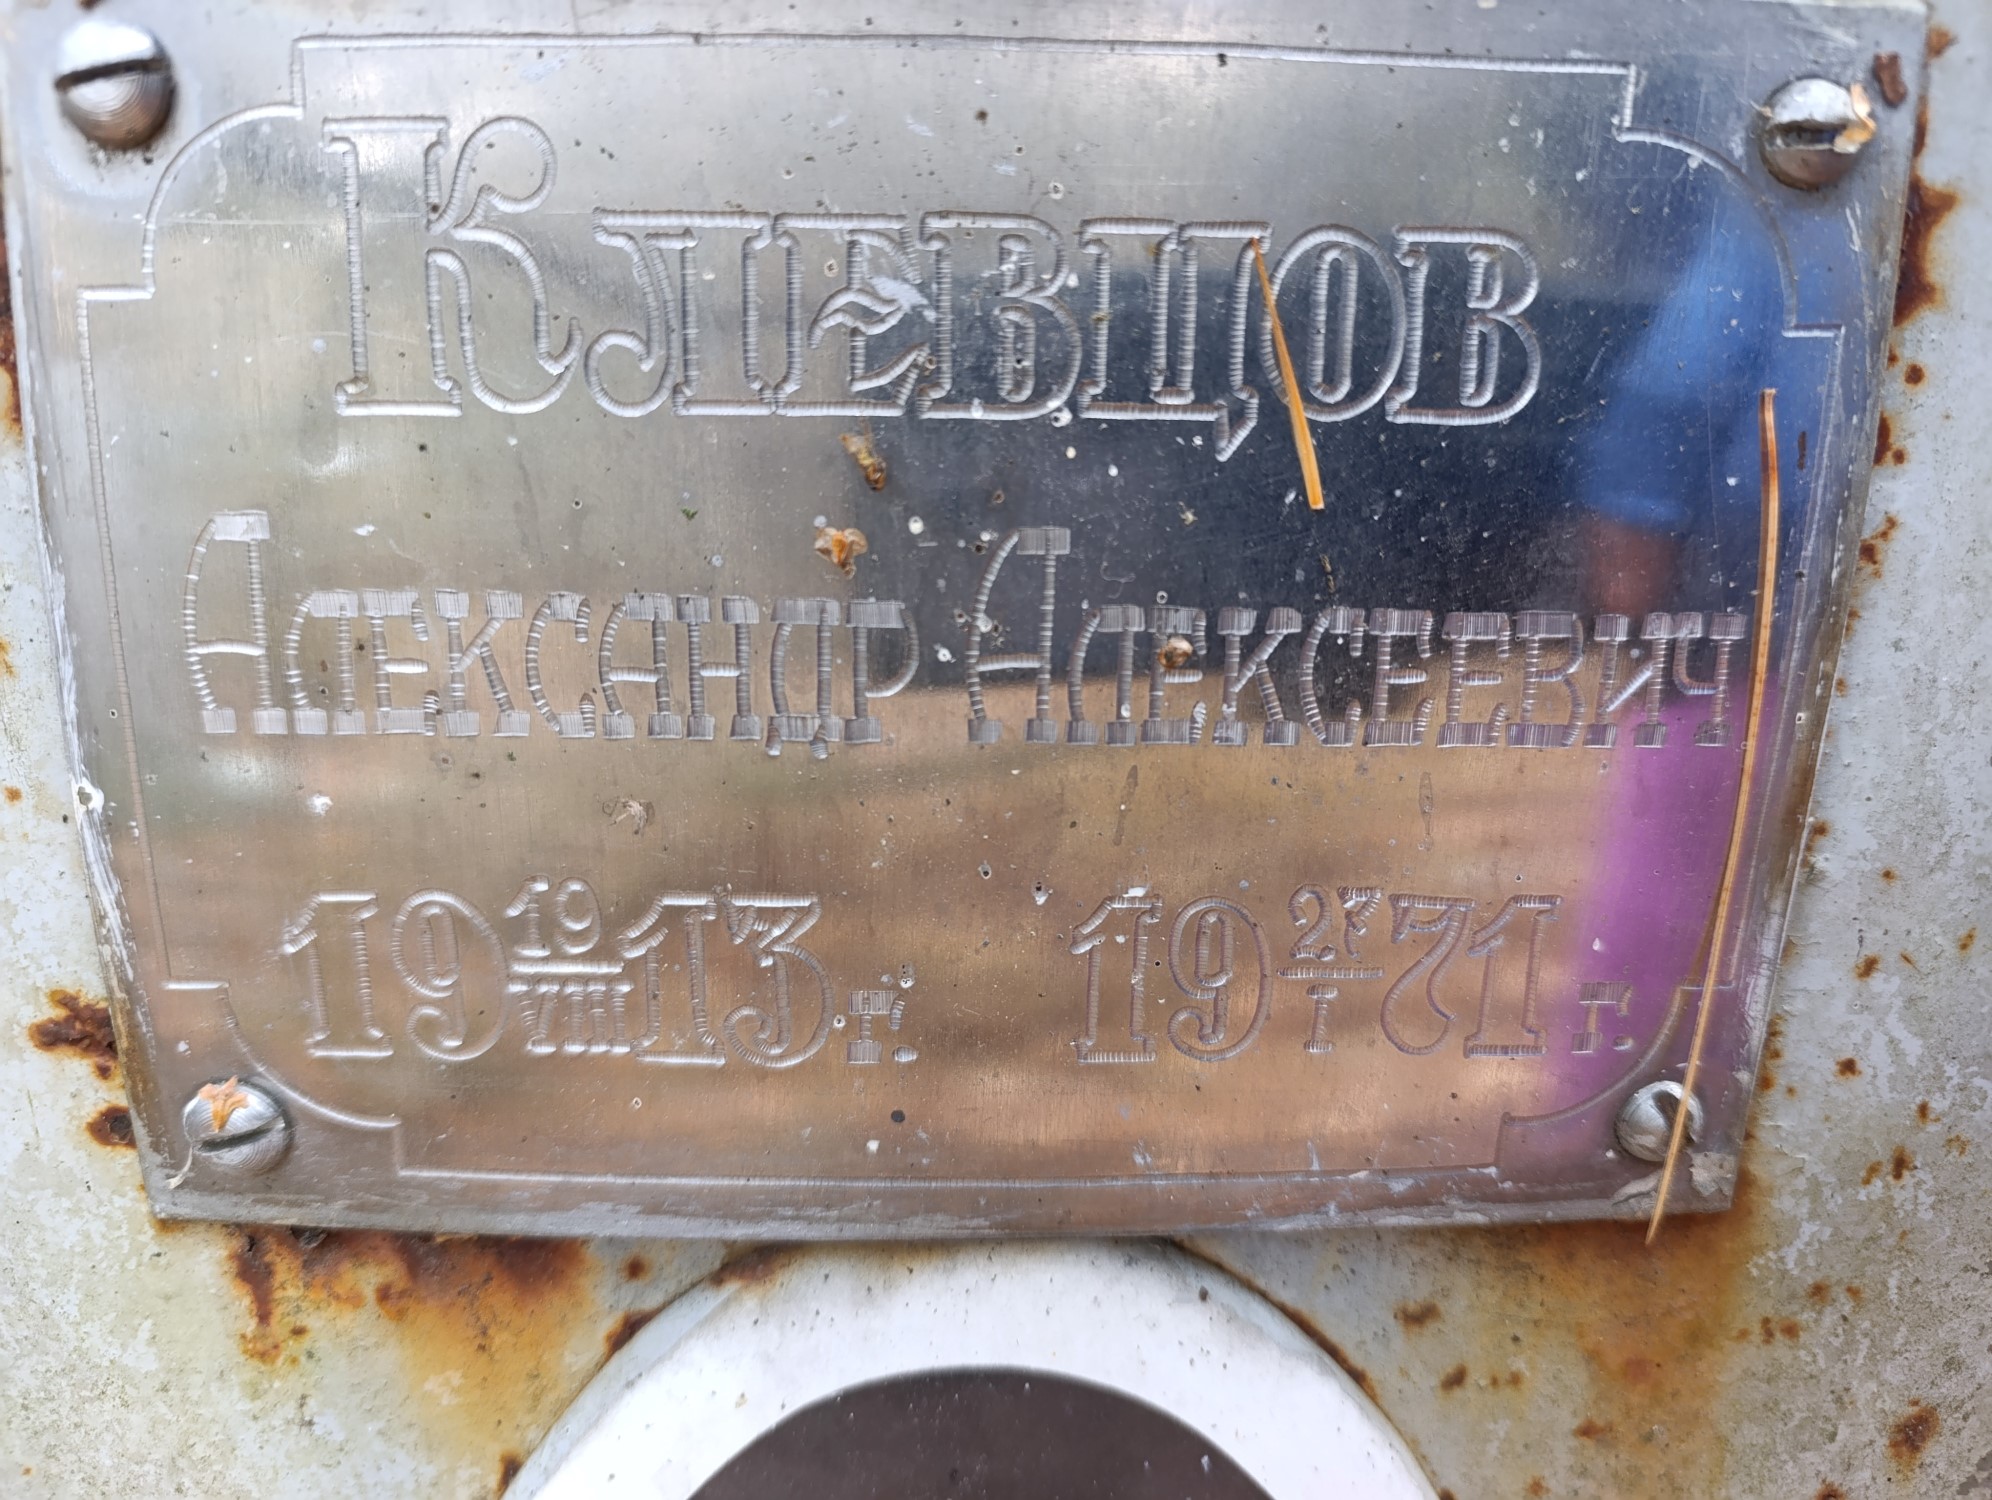 Клевцов
Александр Алексеевич
19 19/VIII 13 г. 19 27/I 71 г.